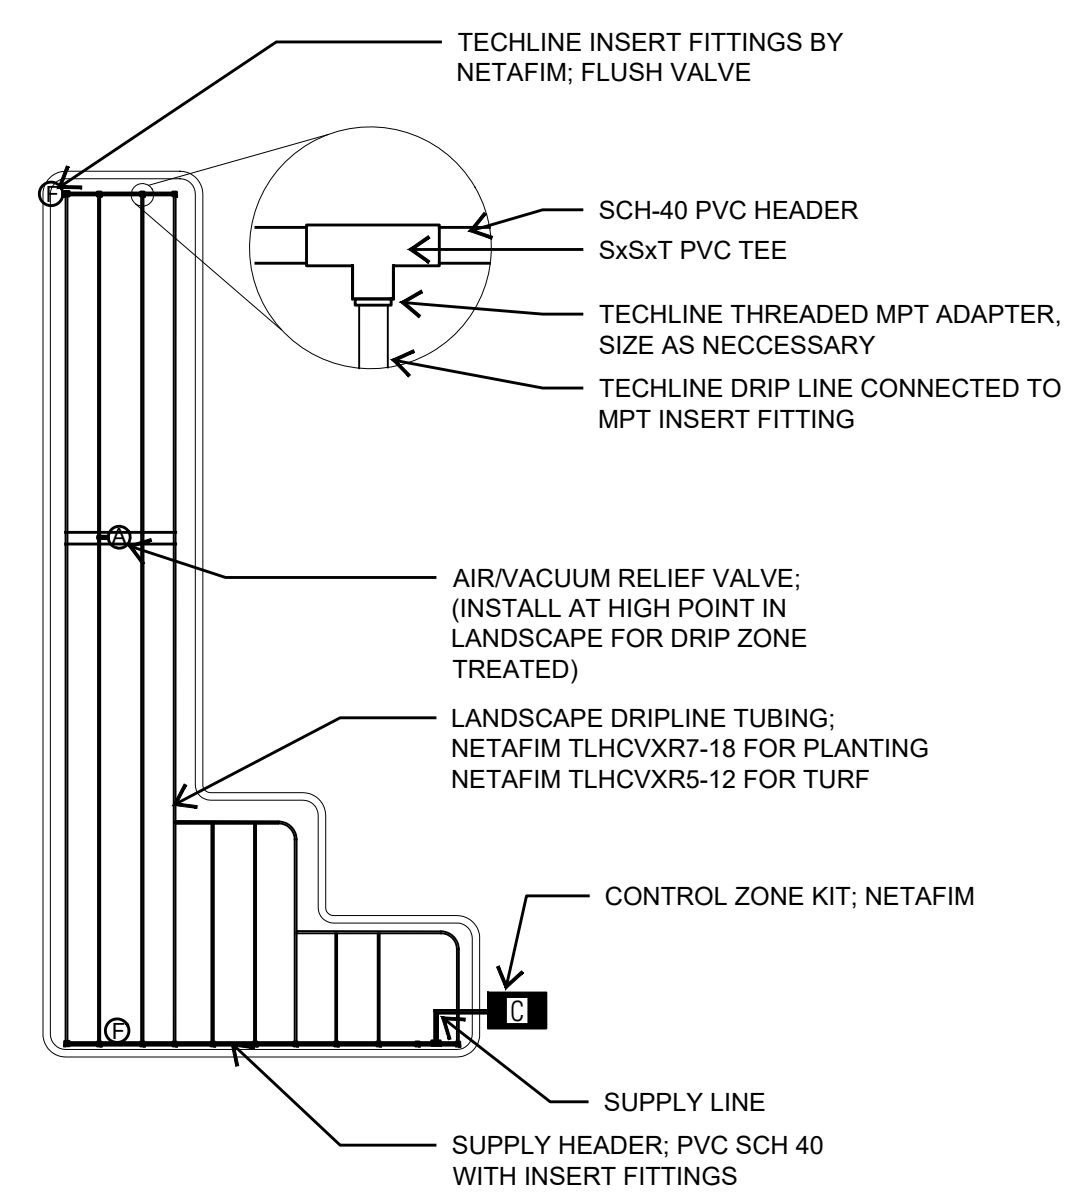 TECHLINE INSERT FITTINGS BY
NETAFIM; FLUSH VALVE
F
SCH-40 PVC HEADER
SxSxT PVC TEE
TECHLINE THREADED MPT ADAPTER,
SIZE AS NECCESSARY
TECHLINE DRIP LINE CONNECTED TO
MPT INSERT FITTING
A
AIR/VACUUM RELIEF VALVE;
(INSTALL AT HIGH POINT IN
LANDSCAPE FOR DRIP ZONE
TREATED)
LANDSCAPE DRIPLINE TUBING;
NETAFIM TLHCVXR7-18 FOR PLANTING
NETAFIM TLHCVXR5-12 FOR TURF
CONTROL ZONE KIT; NETAFIM
C
F
SUPPLY LINE
SUPPLY HEADER; PVC SCH 40
WITH INSERT FITTINGS